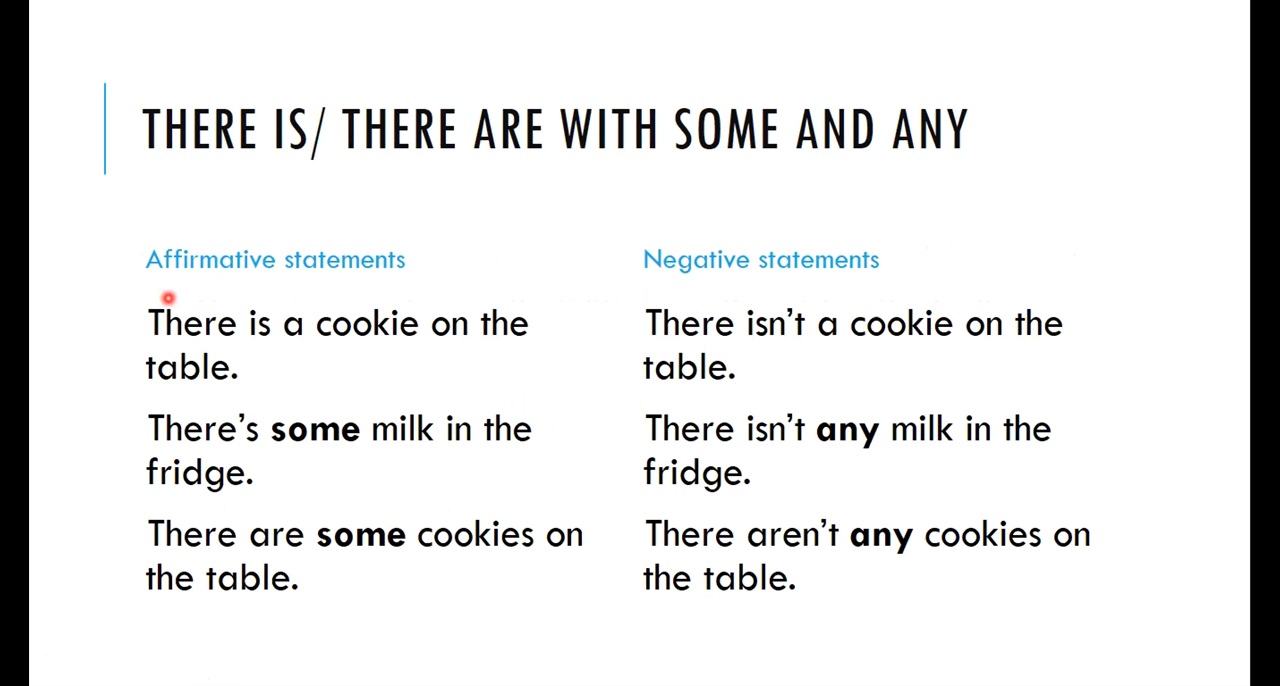 THERE IS/ THERE ARE WITH SOME AND ANY
Affirmative statements
There is a cookie on the
table.
There's some milk in the
fridge.
There are some cookies on
the table.
Negative statements
There isn't a cookie on the
table.
There isn't any milk in the
fridge.
There aren't any cookies on
the table.